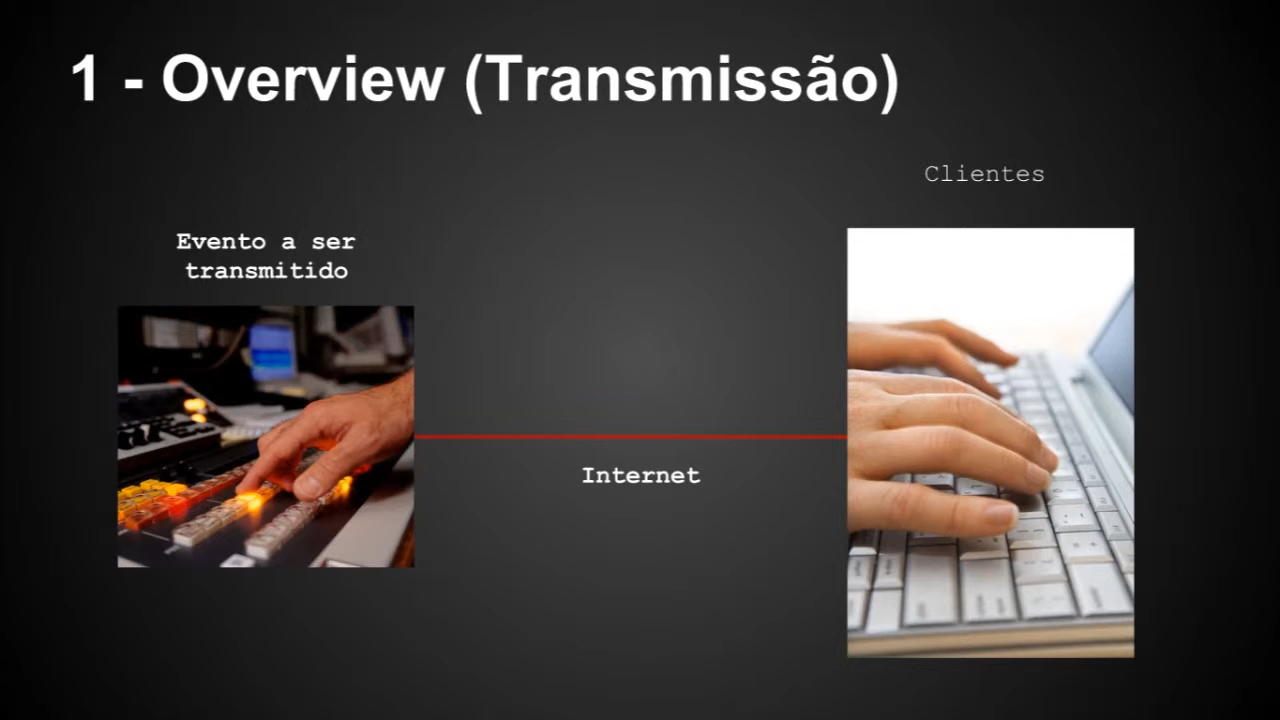 1 - Overview (Transmissão)
Clientes
Evento a ser
transmitido
Internet